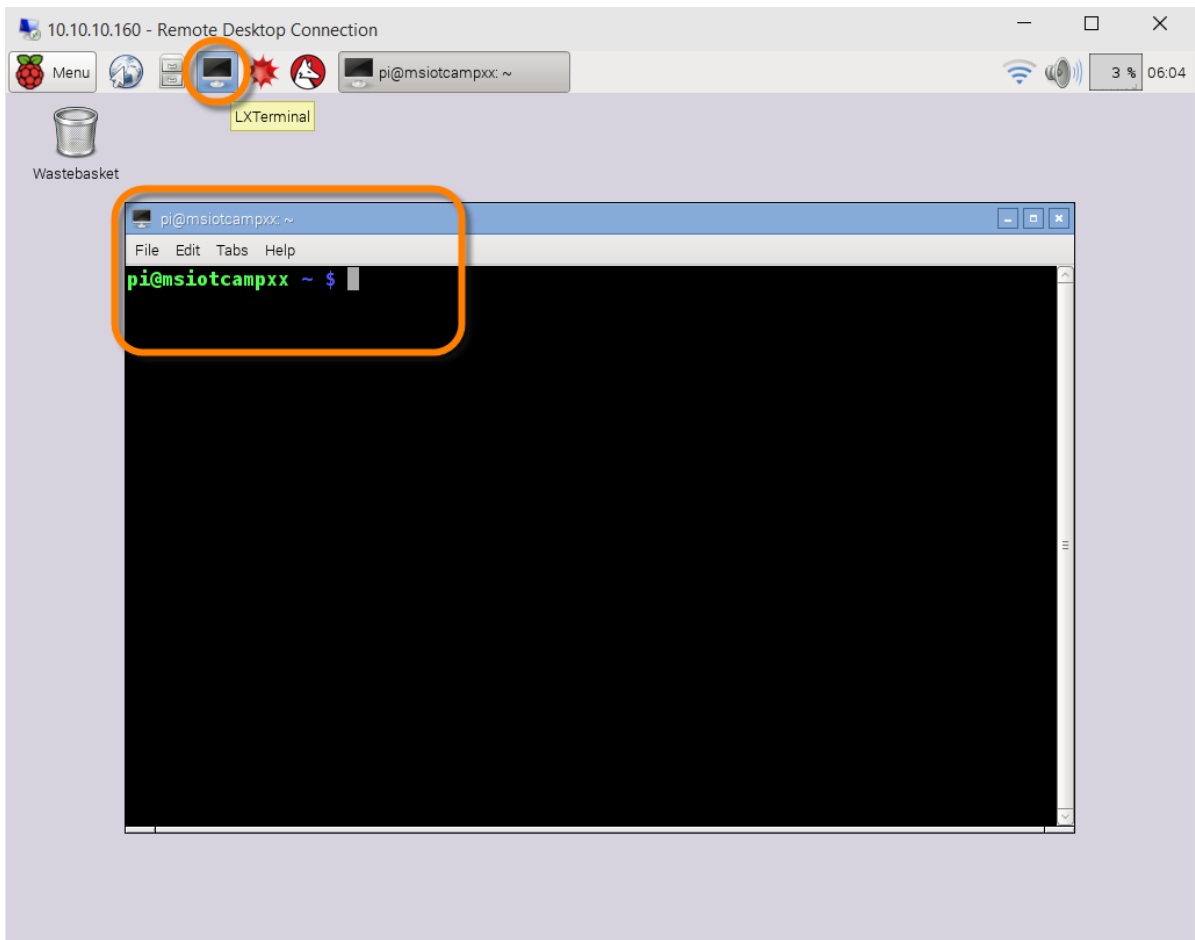 10.10.10.160 - Remote Desktop Connection
Menu pi@msiotcampxx: ~ 3 % 06:04
LXTerminal
Wastebasket
pi@msiotcampxx: ~
File Edit Tabs Help
pi@msiotcampxx ~ $